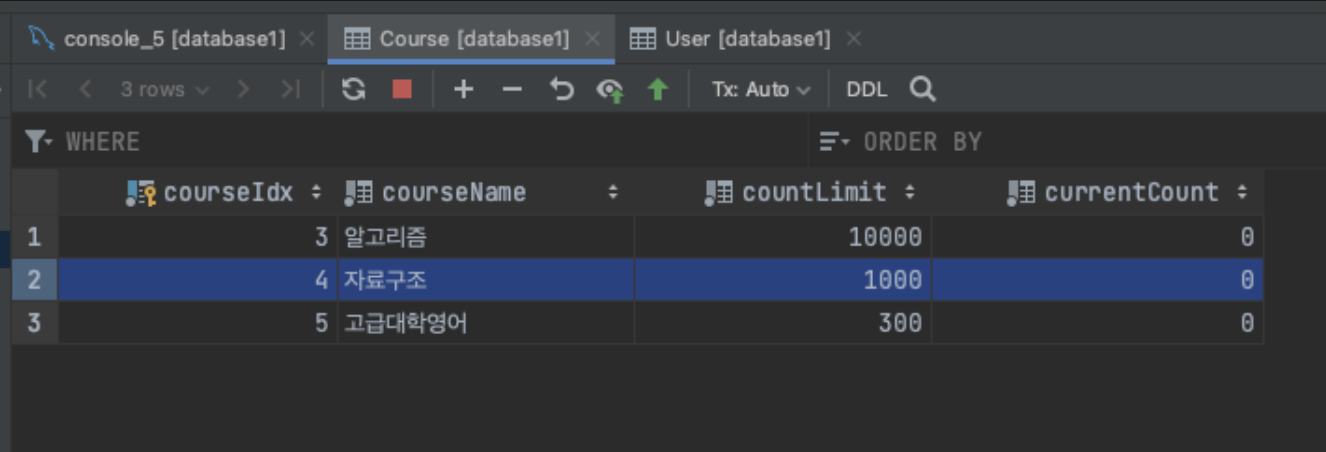 console_5 [database1] Course [database1] User [database1]
3 rows Tx: Auto DDL
WHERE ORDER BY
courseIdx courseName countLimit currentCount
1 3 알고리즘 10000 0
2 4 자료구조 1000 0
3 5 고급대학영어 300 0